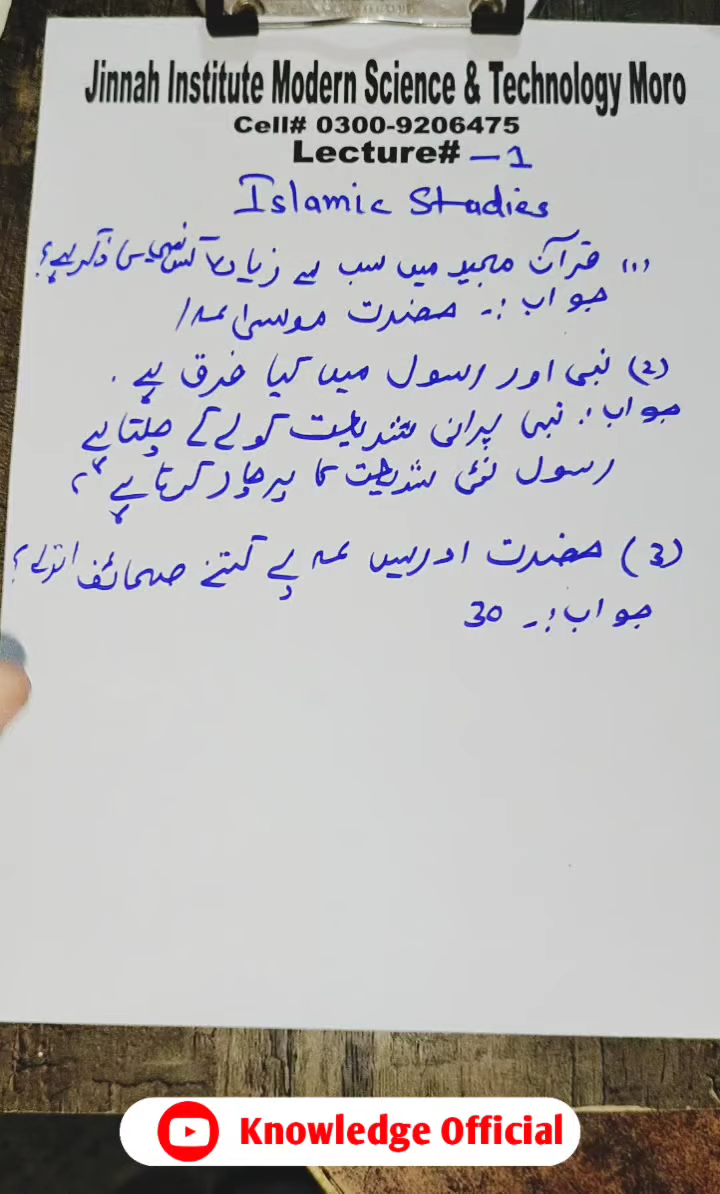 Jinnah Institute Modern Science & Technology Moro
Cell# 0300-9206475
Lecture# -1
Islamic Studies
(1) قرآن مجید میں سب سے زیادہ کس نبی کا ذکر ہے؟
جواب:۔ حضرت موسیٰ عہ
(2) نبی اور رسول میں کیا فرق ہے۔
جواب:۔ نبی پرانی شریعت کو لے کے چلتا ہے
رسول نئی شریعت کا پرچار کرتا ہے
(3) حضرت ادریس عہ پے کتنے صحائف اترے؟
جواب:۔ 30
Knowledge Official